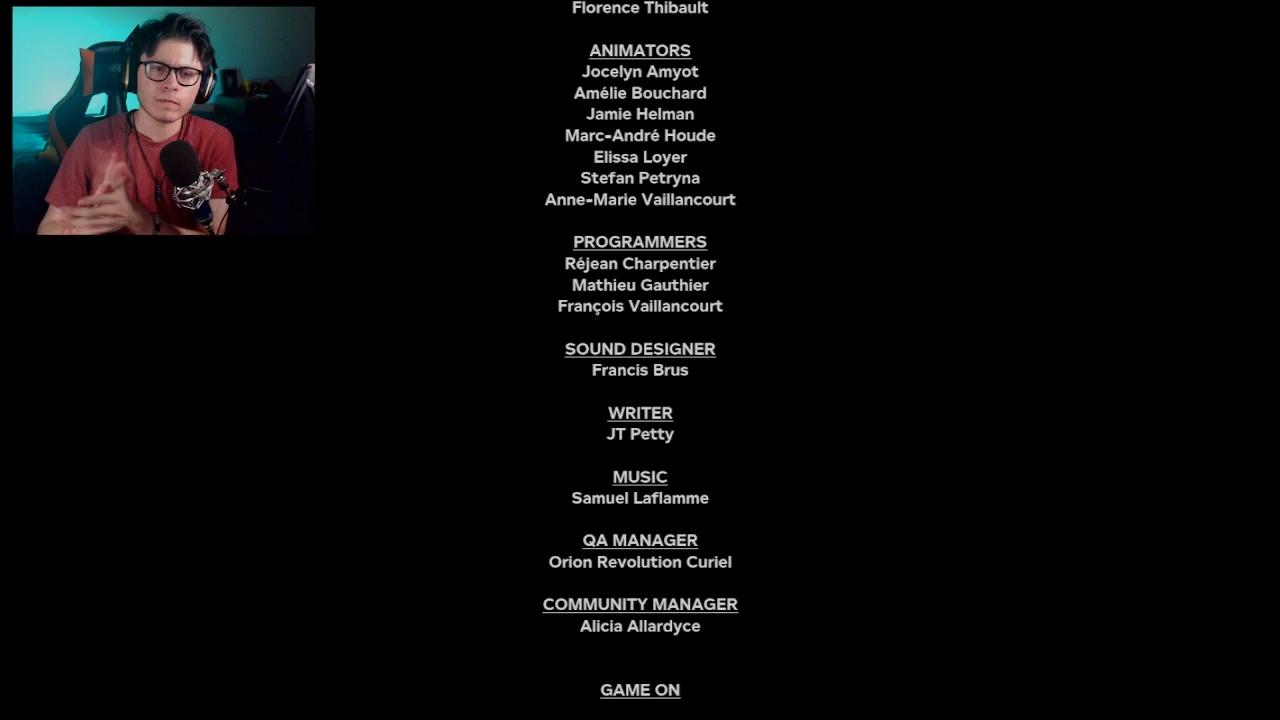 Florence Thibault
ANIMATORS
Jocelyn Amyot
Amélie Bouchard
Jamie Helman
Marc-André Houde
Elissa Loyer
Stefan Petryna
Anne-Marie Vaillancourt
PROGRAMMERS
Réjean Charpentier
Mathieu Gauthier
François Vaillancourt
SOUND DESIGNER
Francis Brus
WRITER
JT Petty
MUSIC
Samuel Laflamme
QA MANAGER
Orion Revolution Curiel
COMMUNITY MANAGER
Alicia Allardyce
GAME ON